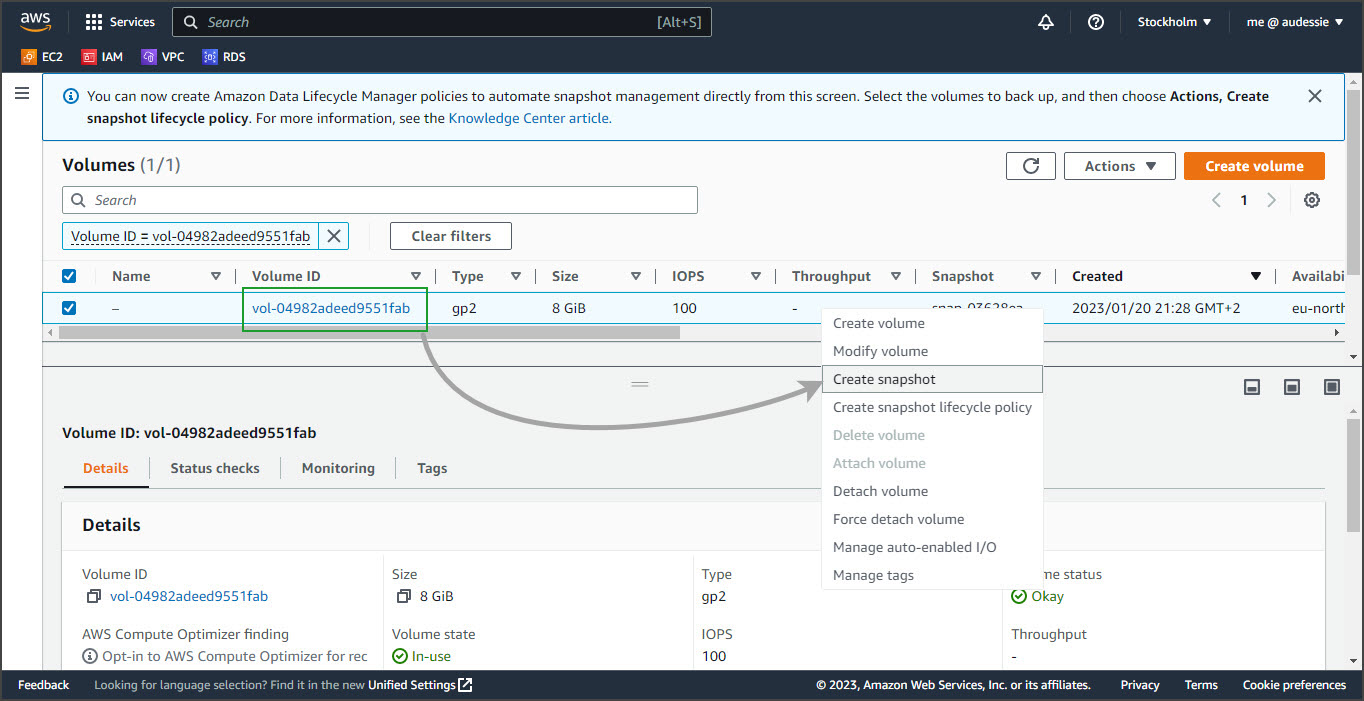 aws
Services
Search
[Alt+S]
Stockholm
me @ audessie
EC2
IAM
VPC
RDS
You can now create Amazon Data Lifecycle Manager policies to automate snapshot management directly from this screen. Select the volumes to back up, and then choose Actions, Create
snapshot lifecycle policy. For more information, see the Knowledge Center article.
Volumes (1/1)
Actions
Create volume
Search
1
Volume ID = vol-04982adeed9551fab
Clear filters
Name
Volume ID
Type
Size
IOPS
Throughput
Snapshot
Created
Availabi
–
vol-04982adeed9551fab
gp2
8 GiB
100
-
2023/01/20 21:28 GMT+2
eu-north
Create volume
Modify volume
Create snapshot
Create snapshot lifecycle policy
Delete volume
Attach volume
Detach volume
Force detach volume
Manage auto-enabled I/O
Manage tags
Volume ID: vol-04982adeed9551fab
Details
Status checks
Monitoring
Tags
Details
Volume ID
vol-04982adeed9551fab
Size
8 GiB
Type
gp2
me status
Okay
AWS Compute Optimizer finding
Opt-in to AWS Compute Optimizer for rec
Volume state
In-use
IOPS
100
Throughput
-
Feedback
Looking for language selection? Find it in the new Unified Settings
© 2023, Amazon Web Services, Inc. or its affiliates.
Privacy
Terms
Cookie preferences